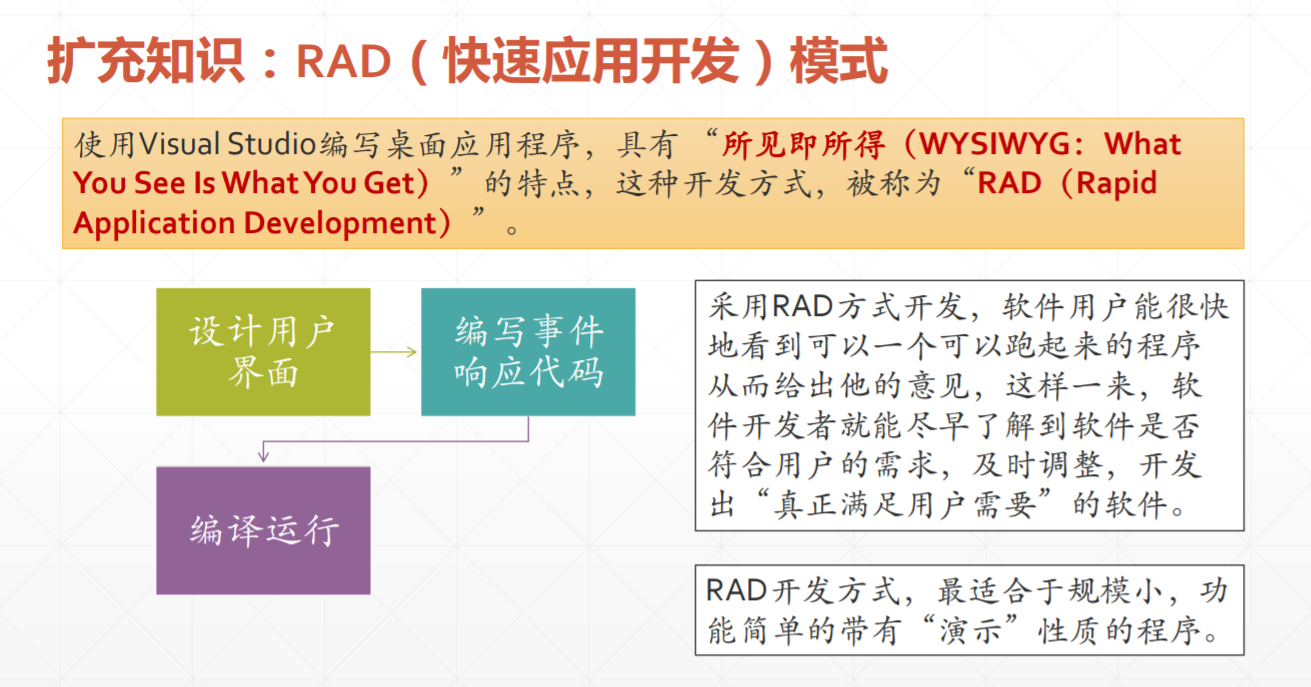 扩充知识：RAD（快速应用开发）模式
使用Visual Studio编写桌面应用程序，具有“所见即所得（WYSIWYG：What
You See Is What You Get）”的特点，这种开发方式，被称为“RAD（Rapid
Application Development）”。
设计用户
界面
编写事件
响应代码
编译运行
采用RAD方式开发，软件用户能很快
地看到可以一个可以跑起来的程序
从而给出他的意见，这样一来，软
件开发者就能尽早了解到软件是否
符合用户的需求，及时调整，开发
出“真正满足用户需要”的软件。
RAD开发方式，最适合于规模小，功
能简单的带有“演示”性质的程序。